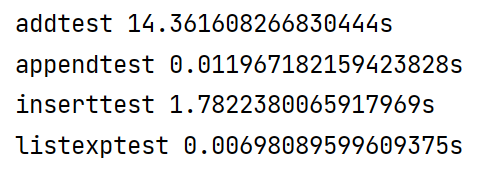 addtest 14.361608266830444s
appendtest 0.011967182159423828s
inserttest 1.7822380065917969s
listexptest 0.00698089599609375s